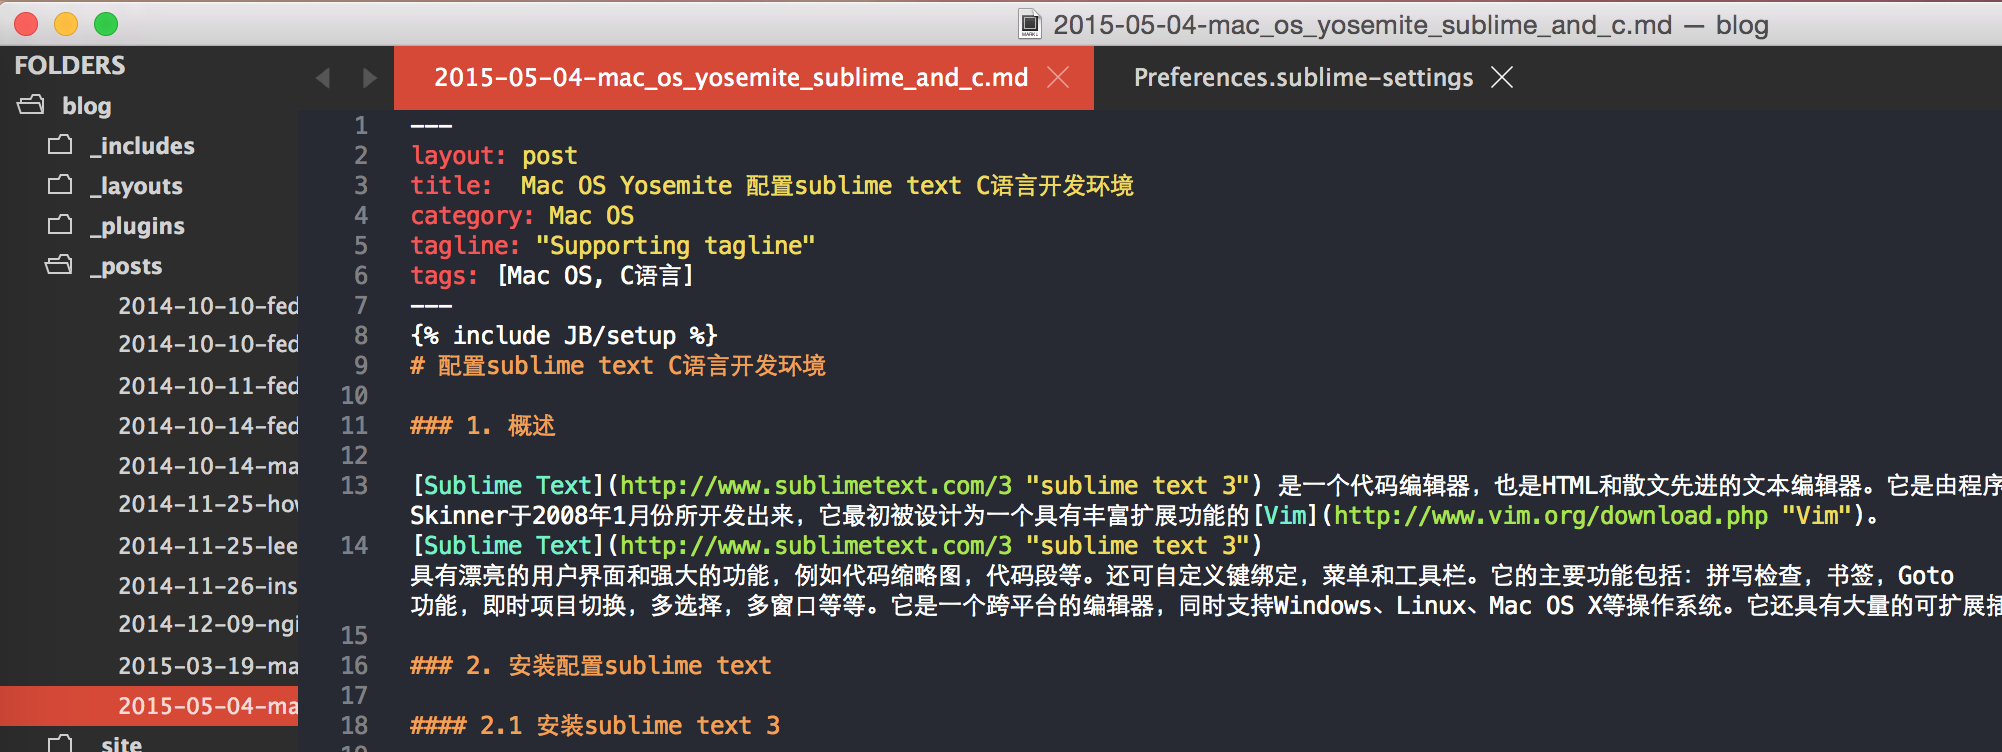 2015-05-04-mac_os_yosemite_sublime_and_c.md — blog
FOLDERS
blog
_includes
_layouts
_plugins
_posts
2014-10-10-fed
2014-10-10-fed
2014-10-11-fed
2014-10-14-fed
2014-10-14-ma
2014-11-25-how
2014-11-25-lee
2014-11-26-ins
2014-12-09-ngi
2015-03-19-ma
2015-05-04-ma
site
2015-05-04-mac_os_yosemite_sublime_and_c.md
Preferences.sublime-settings
1 ---
2 layout: post
3 title:  Mac OS Yosemite 配置sublime text C语言开发环境
4 category: Mac OS
5 tagline: "Supporting tagline"
6 tags: [Mac OS, C语言]
7 ---
8 {% include JB/setup %}
9 # 配置sublime text C语言开发环境
10
11 ### 1. 概述
12
13 [Sublime Text](http://www.sublimetext.com/3 "sublime text 3") 是一个代码编辑器，也是HTML和散文先进的文本编辑器。它是由程序
Skinner于2008年1月份所开发出来，它最初被设计为一个具有丰富扩展功能的[Vim](http://www.vim.org/download.php "Vim")。
14 [Sublime Text](http://www.sublimetext.com/3 "sublime text 3")
具有漂亮的用户界面和强大的功能，例如代码缩略图，代码段等。还可自定义键绑定，菜单和工具栏。它的主要功能包括：拼写检查，书签，Goto
功能，即时项目切换，多选择，多窗口等等。它是一个跨平台的编辑器，同时支持Windows、Linux、Mac OS X等操作系统。它还具有大量的可扩展插
15
16 ### 2. 安装配置sublime text
17
18 #### 2.1 安装sublime text 3